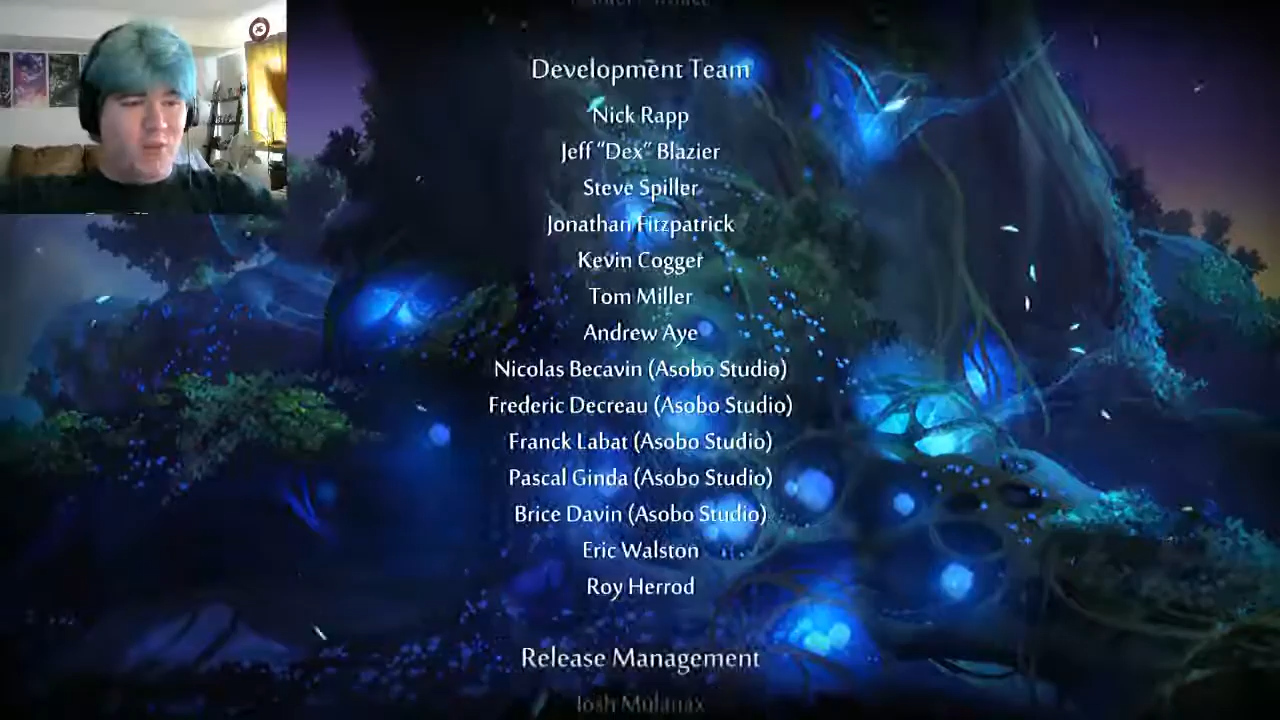 Development Team
Nick Rapp
Jeff “Dex” Blazier
Steve Spiller
Jonathan Fitzpatrick
Kevin Cogger
Tom Miller
Andrew Aye
Nicolas Becavin (Asobo Studio)
Frederic Decreau (Asobo Studio)
Franck Labat (Asobo Studio)
Pascal Ginda (Asobo Studio)
Brice Davin (Asobo Studio)
Eric Walston
Roy Herrod
Release Management
Josh Mulanax